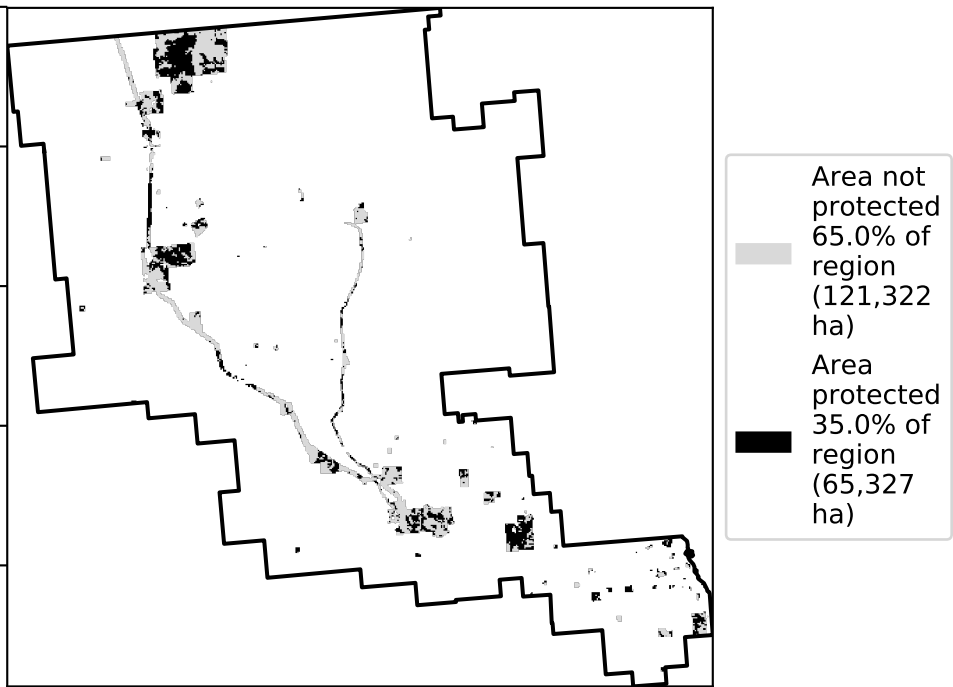 Area not
protected
65.0% of
region
(121,322
ha)
Area
protected
35.0% of
region
(65,327
ha)